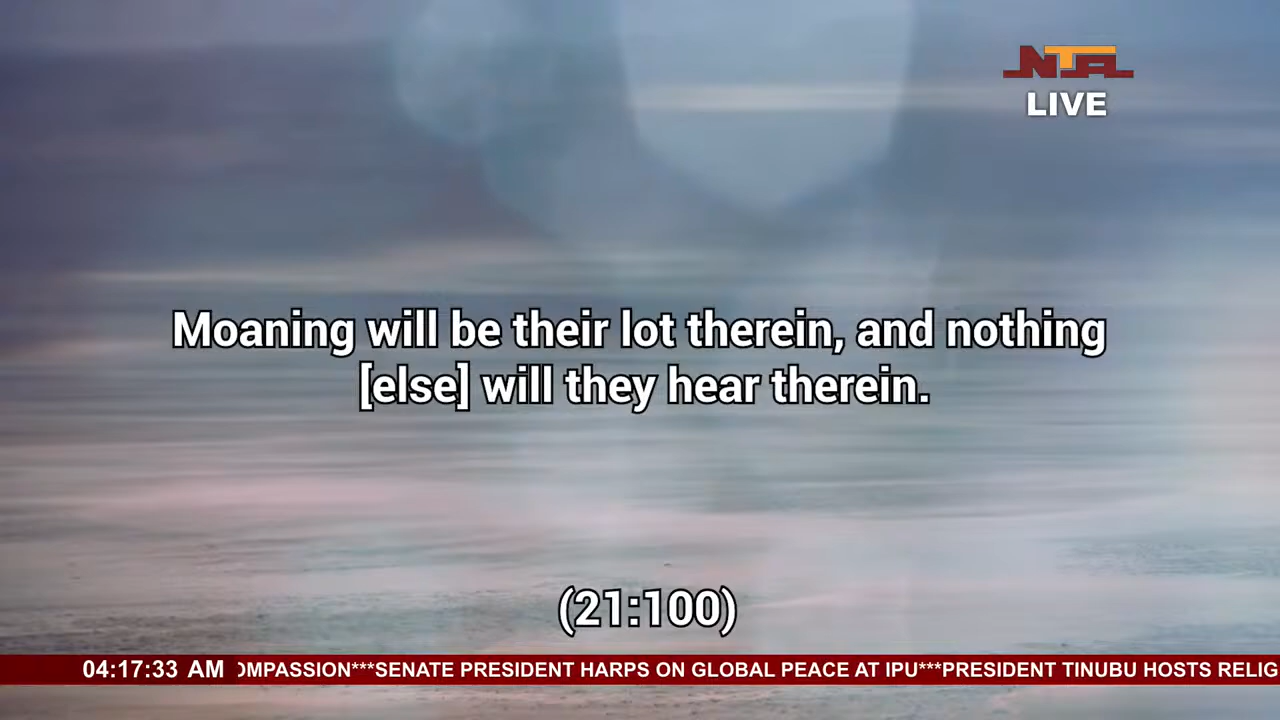 NTA
LIVE
Moaning will be their lot therein, and nothing
[else] will they hear therein.
(21:100)
04:17:33 AM OMPASSION***SENATE PRESIDENT HARPS ON GLOBAL PEACE AT IPU***PRESIDENT TINUBU HOSTS RELIG